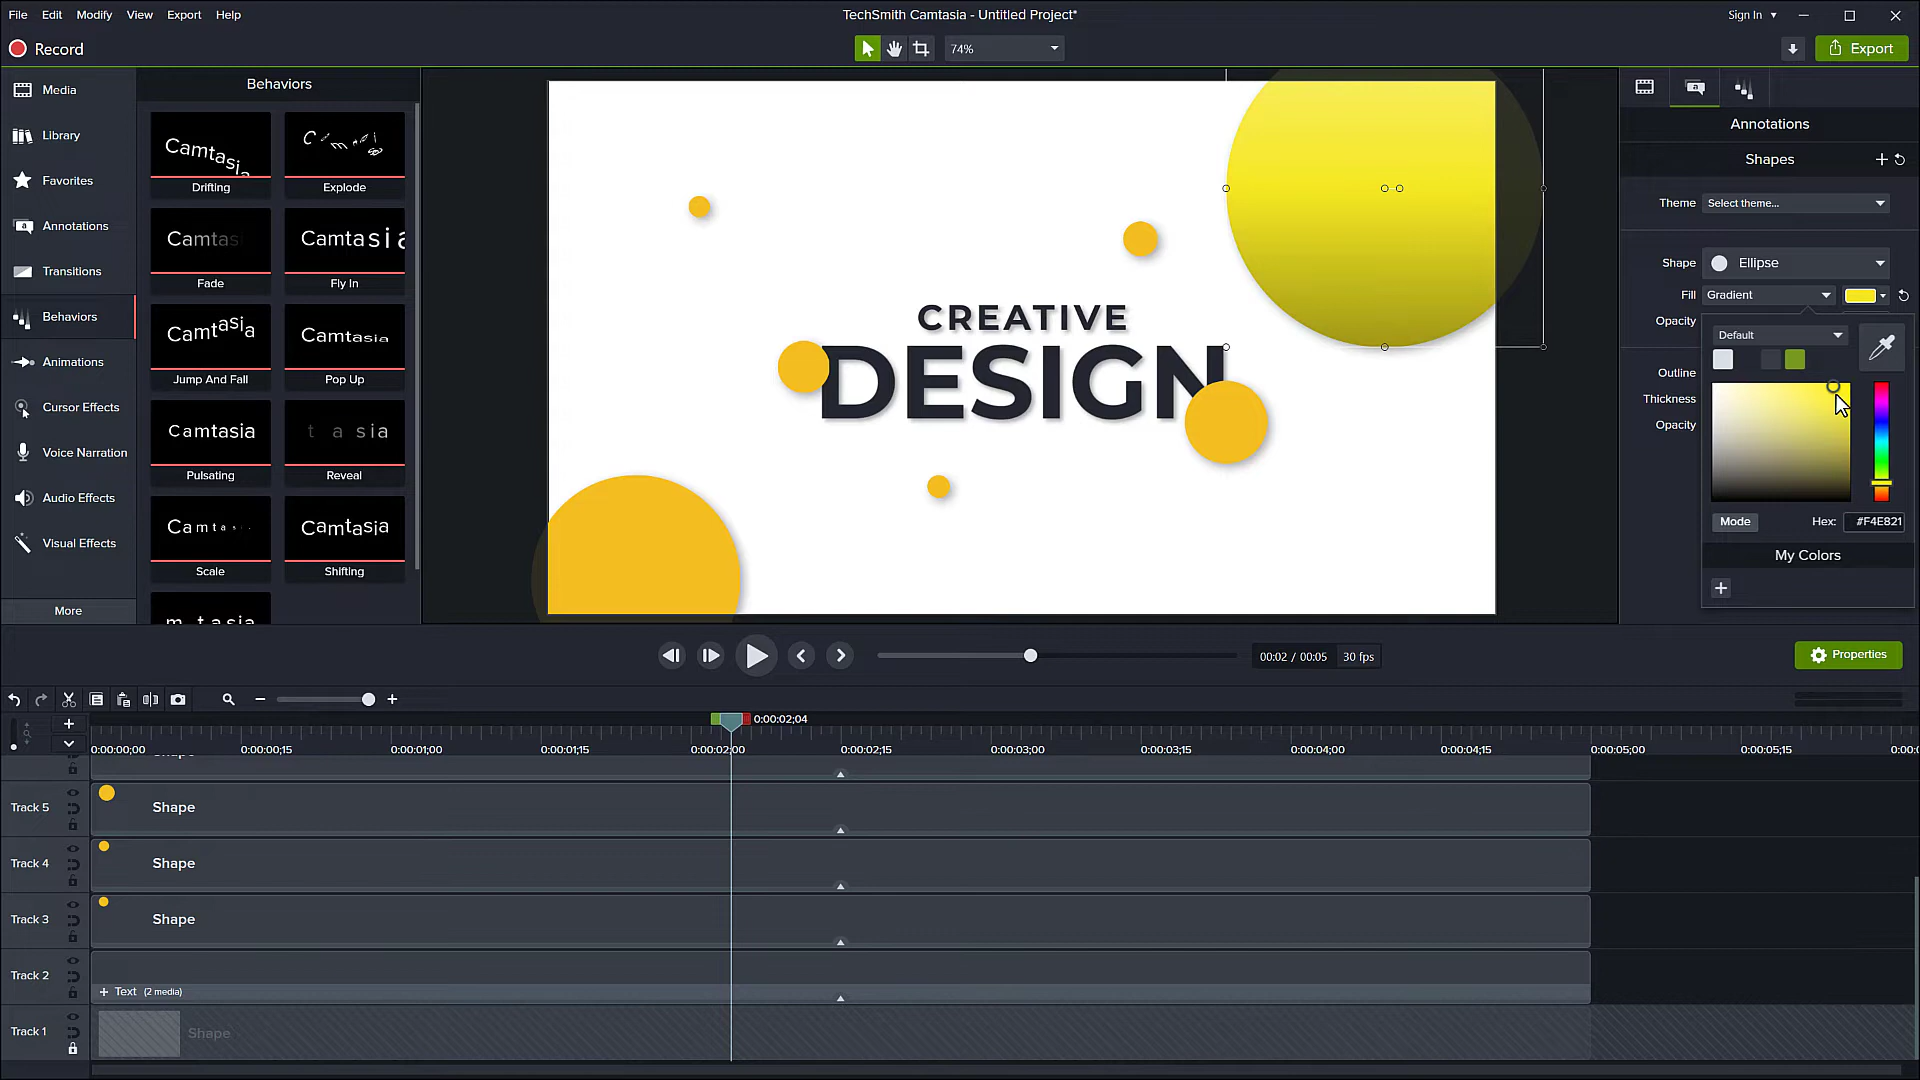 File Edit Modify View Export Help
TechSmith Camtasia - Untitled Project*
Sign In
Record
74%
Export
Media
Library
Favorites
Annotations
Transitions
Behaviors
Animations
Cursor Effects
Voice Narration
Audio Effects
Visual Effects
More
Behaviors
Camtasia
Drifting
Explode
Camtas
Fade
Camtasia
Fly In
Camtasia
Jump And Fall
Camtasia
Pop Up
Camtasia
Pulsating
t a sia
Reveal
Camta
Scale
Camtasia
Shifting
CREATIVE
DESIGN
Annotations
Shapes
Theme Select theme...
Shape Ellipse
Fill Gradient
Opacity
Default
Outline
Thickness
Opacity
Mode Hex: #F4E821
My Colors
00:02 / 00:05 30 fps
Properties
0:00:02;04
0:00:00;00 0:00:00;15 0:00:01;00 0:00:01;15 0:00:02;00 0:00:02;15 0:00:03;00 0:00:03;15 0:00:04;00 0:00:04;15 0:00:05;00 0:00:05;15
Track 5 Shape
Track 4 Shape
Track 3 Shape
Track 2
+ Text (2 media)
Track 1 Shape